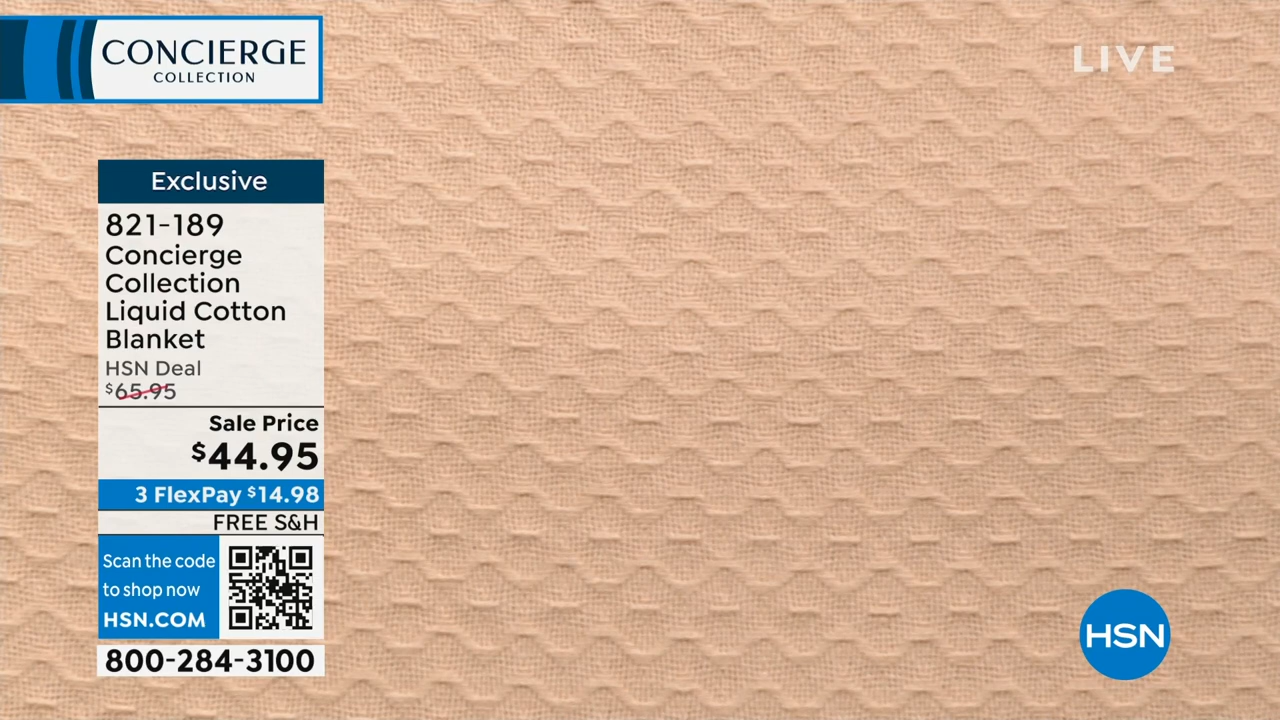 CONCIERGE
COLLECTION
LIVE
Exclusive
821-189
Concierge
Collection
Liquid Cotton
Blanket
HSN Deal
$65.95
Sale Price
$44.95
3 FlexPay $14.98
FREE S&H
Scan the code
to shop now
HSN.COM
800-284-3100
HSN